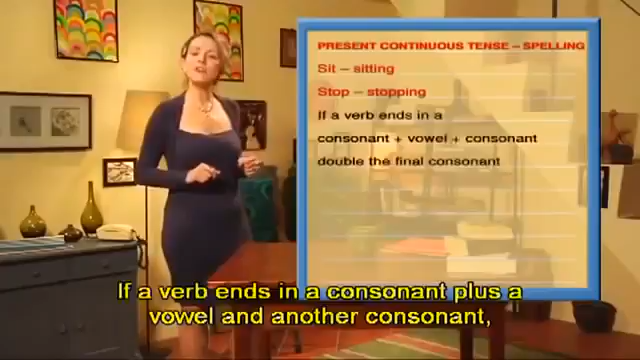 PRESENT CONTINUOUS TENSE – SPELLING
Sit – sitting
Stop – stopping
If a verb ends in a
consonant + vowel + consonant
double the final consonant
If a verb ends in a consonant plus a
vowel and another consonant,